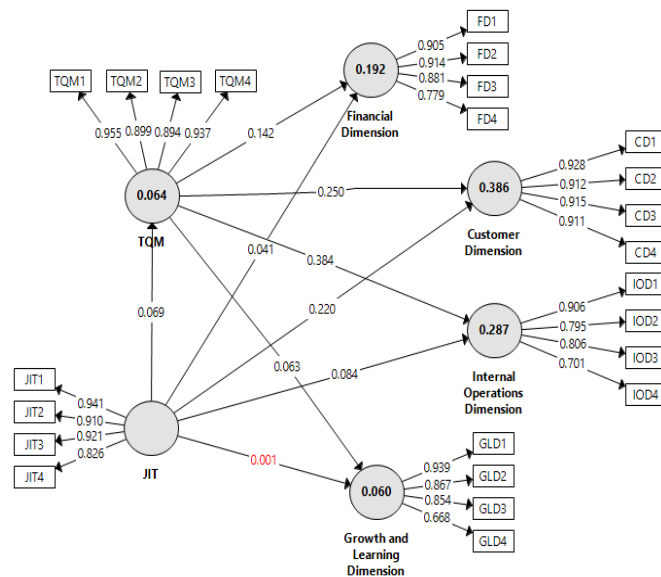 FD1
0.905
FD2
0.914
0.881
FD3
0.779
FD4
0.192
Financial
Dimension
TQM1
TQM2
TQM3
TQM4
0.955
0.899
0.894
0.937
0.142
0.064
TQM
0.250
0.386
Customer
Dimension
CD1
0.928
CD2
0.912
0.915
CD3
0.911
CD4
0.041
0.384
0.069
0.220
IOD1
0.906
0.795
IOD2
0.806
IOD3
0.701
IOD4
0.287
Internal
Operations
Dimension
0.063
0.084
JIT1
0.941
JIT2
0.910
0.921
JIT3
0.826
JIT4
JIT
0.001
GLD1
0.939
GLD2
0.867
0.854
GLD3
0.668
GLD4
0.060
Growth and
Learning
Dimension